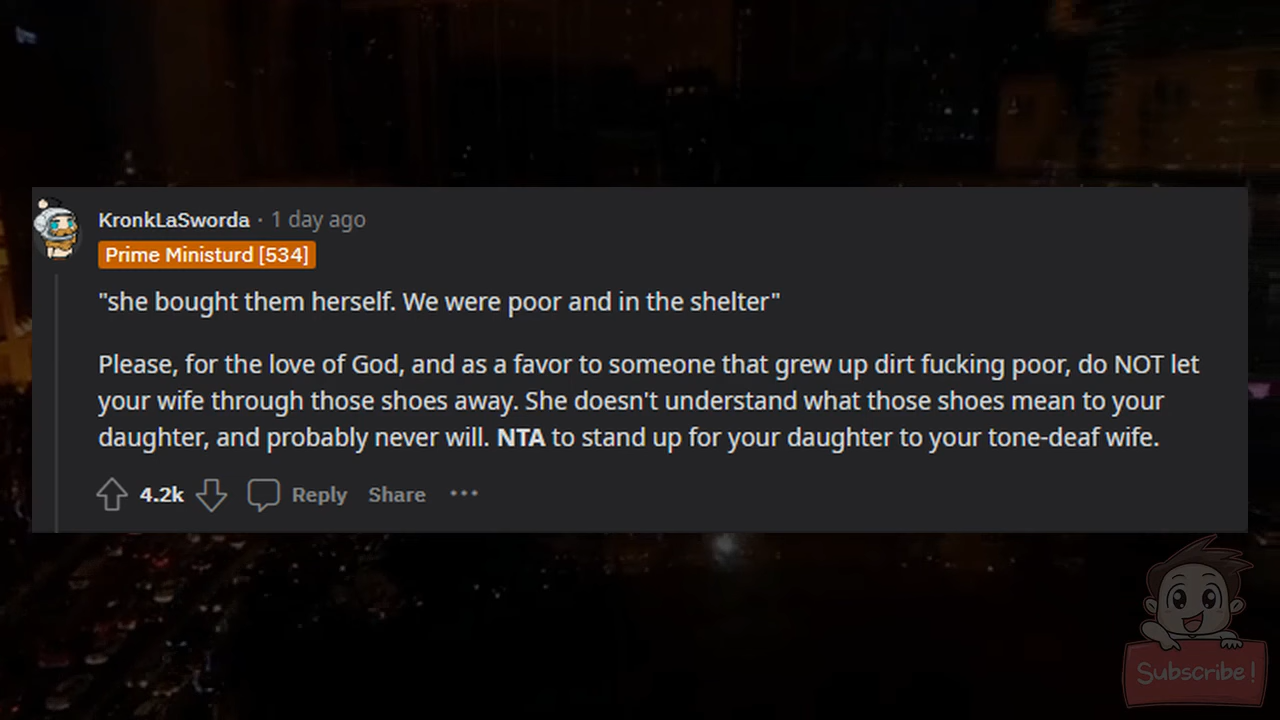 KronkLaSworda · 1 day ago
Prime Ministurd [534]
"she bought them herself. We were poor and in the shelter"
Please, for the love of God, and as a favor to someone that grew up dirt fucking poor, do NOT let
your wife through those shoes away. She doesn't understand what those shoes mean to your
daughter, and probably never will. NTA to stand up for your daughter to your tone-deaf wife.
4.2k Reply Share ···
Subscribe!